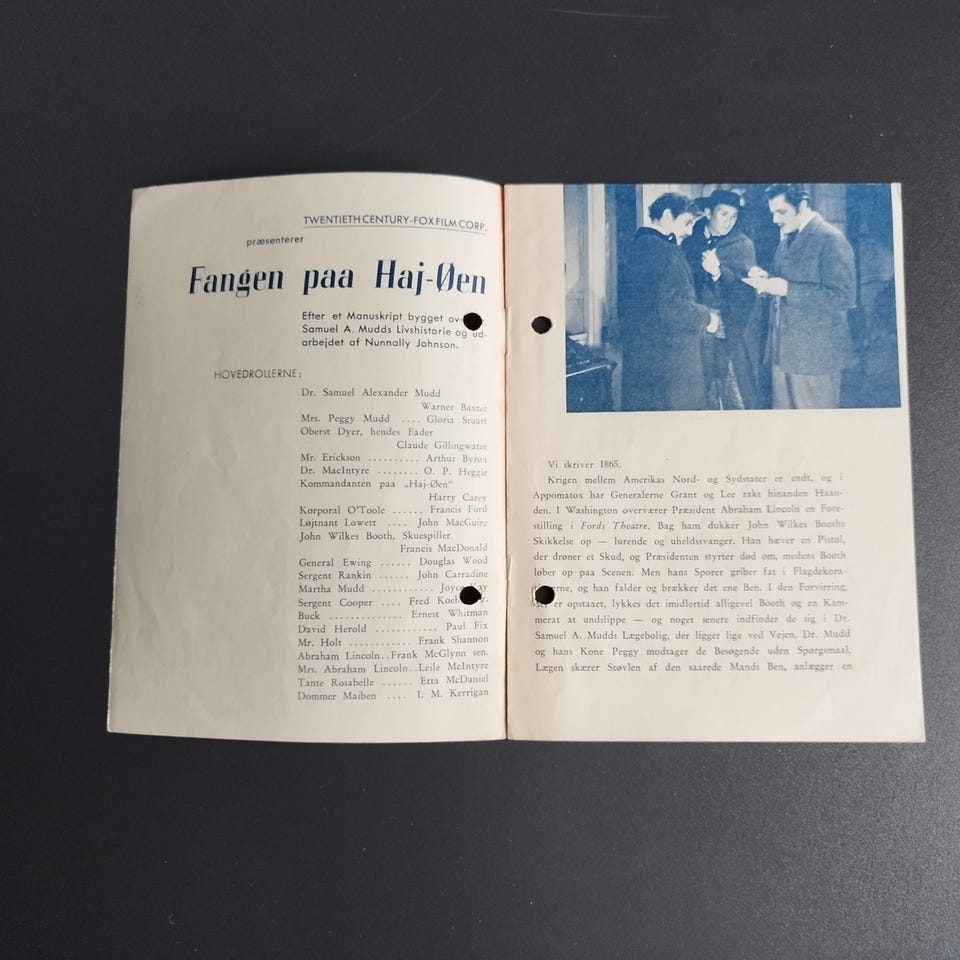 TWENTIETH CENTURY-FOX FILM CORP.
præsenterer
Fangen paa Haj-Øen
Efter et Manuskript bygget
Samuel A. Mudds Livshistorie og ud-
arbejdet af Nunnally Johnson.
HOVEDROLLERNE:
Dr. Samuel Alexander Mudd
Warner Baxter
Mrs. Peggy Mudd .... Gloria Stuart
Oberst Dyer, hendes Fader
Claude Gillingwater
Mr. Erickson .......... Arthur Byron
Dr. MacIntyre ........ O. P. Heggie
Kommandanten paa „Haj-Øen“
Harry Carey
Korporal O'Toole ...... Francis Ford
Løjtnant Lowett .... John MacGuire
John Wilkes Booth, Skuespiller
Francis MacDonald
General Ewing ...... Douglas Wood
Sergent Rankin ...... John Carradine
Martha Mudd ........... Joyce Kay
Sergent Cooper .... Fred
Buck .............. Ernest Whitman
David Herold ............ Paul Fix
Mr. Holt ............ Frank Shannon
Abraham Lincoln..Frank McGlynn sen.
Mrs. Abraham Lincoln..Leile McIntyre
Tante Rosabelle ...... Etta McDaniel
Dommer Maiben .... I. M. Kerrigan
Vi skriver 1865.
Krigen mellem Amerikas Nord- og Sydstater er endt, og i
Appomatox har Generalerne Grant og Lee rakt hinanden Haan-
den. I Washington overværer Præsident Abraham Lincoln en Fore-
stilling i Fords Theatre. Bag ham dukker John Wilkes Booths
Skikkelse op — lurende og uheldssvanger. Han hæver en Pistol,
der drøner et Skud, og Præsidenten styrter død om, medens Booth
løber op paa Scenen. Men hans Sporer griber fat i Flagdekora-
og han falder og brækker det ene Ben. I den Forvirring,
er opstaaet, lykkes det imidlertid alligevel Booth og en Kam-
merat at undslippe — og noget senere indfinder de sig i Dr.
Samuel A. Mudds Lægebolig, der ligger lige ved Vejen. Dr. Mudd
og hans Kone Peggy modtager de Besøgende uden Spørgsmaal,
Lægen skærer Støvlen af den saarede Mands Ben, anlægger en